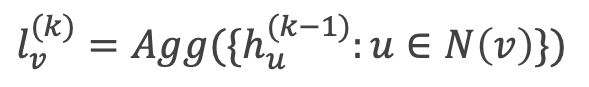 l_v^{(k)} = Agg({h_u^{(k−1)}: u ∈ N(v)})